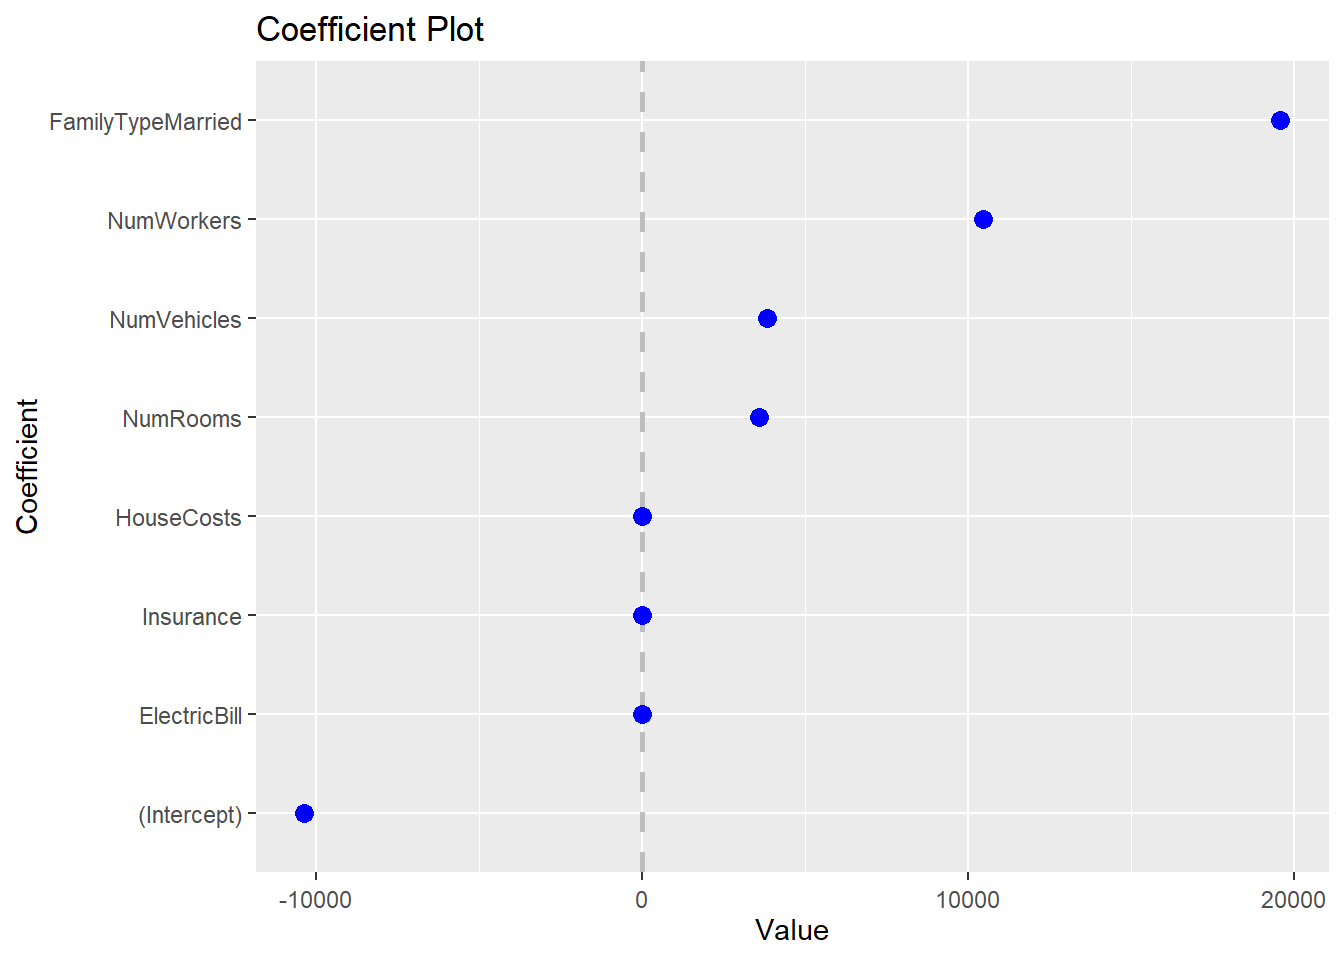 Coefficient Plot
FamilyTypeMarried
NumWorkers
NumVehicles
NumRooms
HouseCosts
Insurance
ElectricBill
(Intercept)
Coefficient
-10000 0 10000 20000
Value